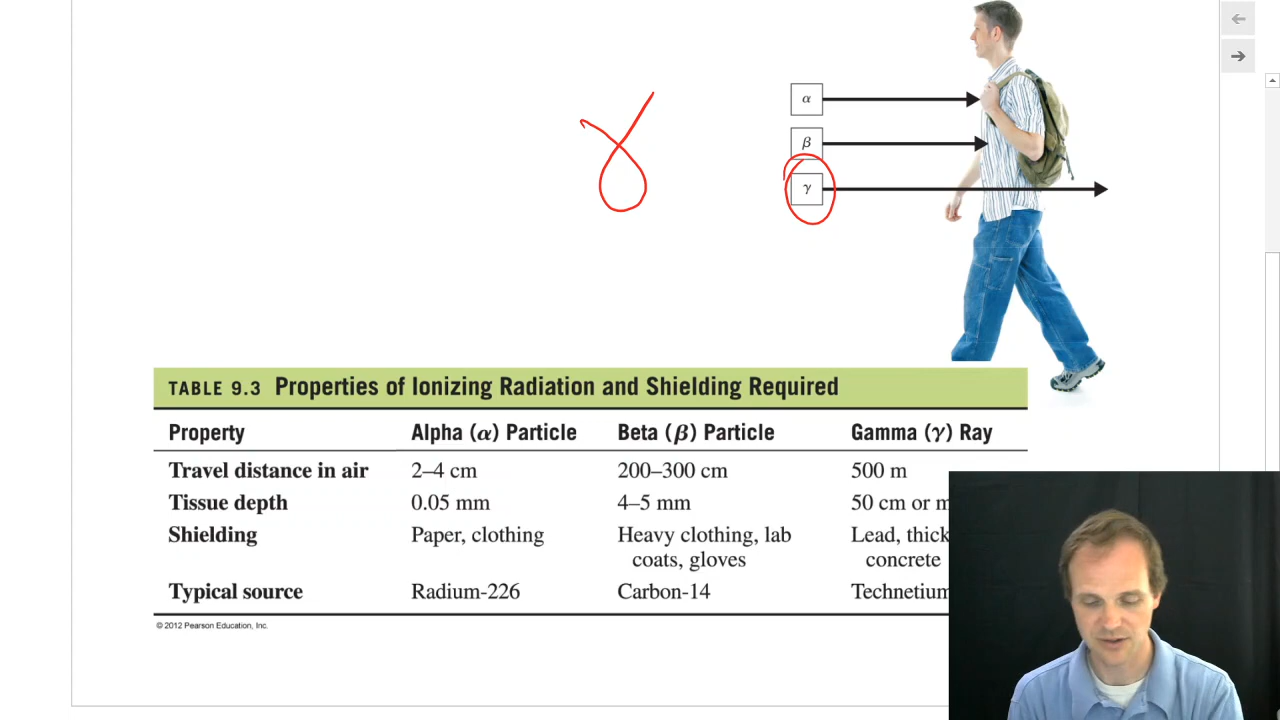 γ
α
β
γ
TABLE 9.3 Properties of Ionizing Radiation and Shielding Required
Property Alpha (α) Particle Beta (β) Particle Gamma (γ) Ray
Travel distance in air 2–4 cm 200–300 cm 500 m
Tissue depth 0.05 mm 4–5 mm 50 cm or
Shielding Paper, clothing Heavy clothing, lab Lead, thick
coats, gloves concrete
Typical source Radium-226 Carbon-14 Technetium
© 2012 Pearson Education, Inc.